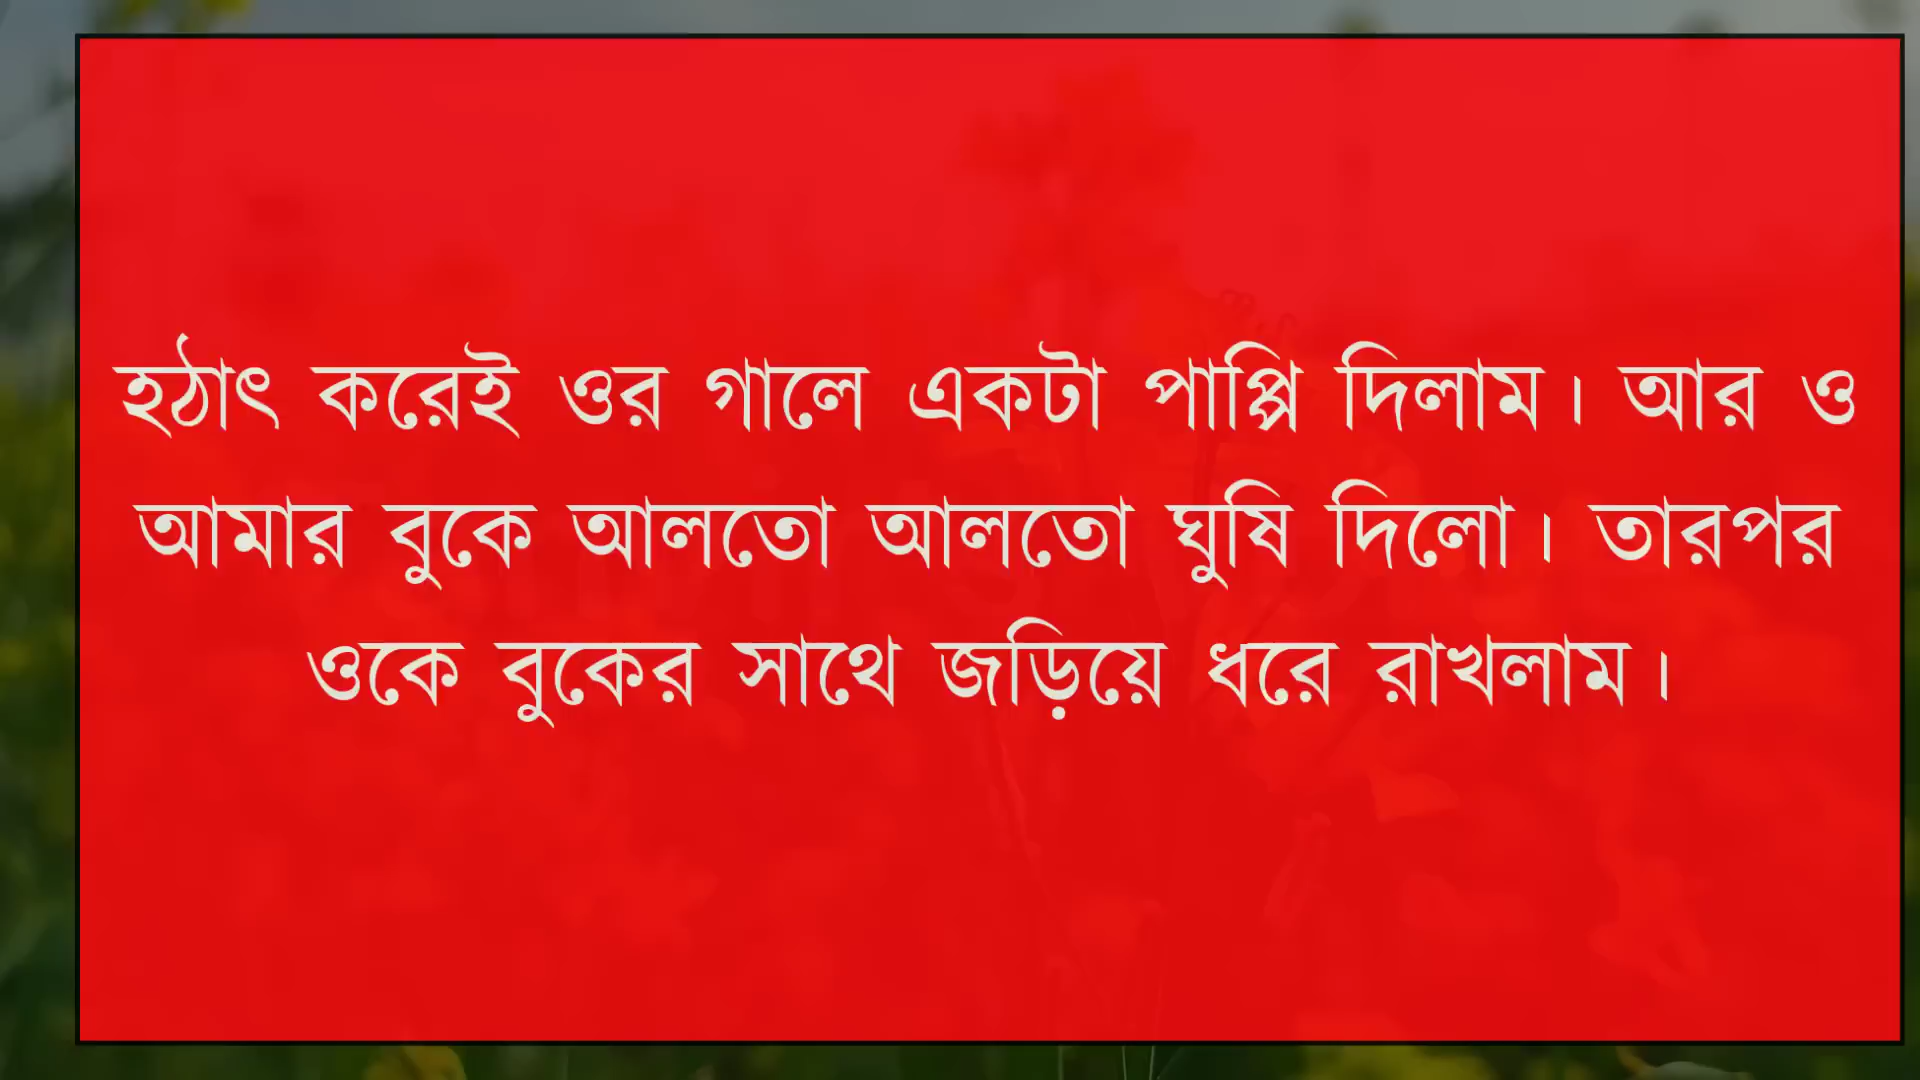 হঠাৎ করেই ওর গালে একটা পাপ্পি দিলাম। আর ও
আমার বুকে আলতো আলতো ঘুষি দিলো। তারপর
ওকে বুকের সাথে জড়িয়ে ধরে রাখলাম।